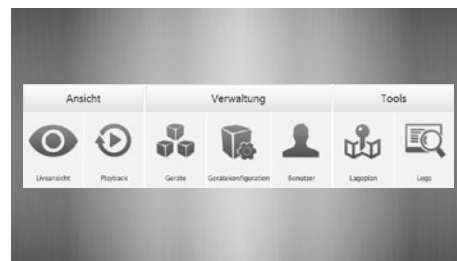 Ansicht
Verwaltung
Tools
Liveansicht
Playback
Geräte
Gerätekonfiguration
Benutzer
Lageplan
Logs